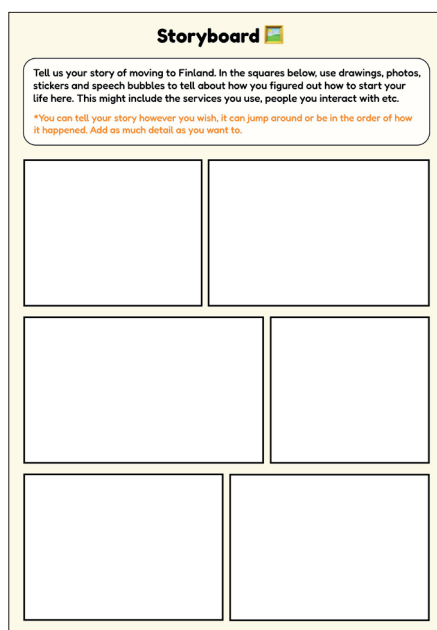 Storyboard 🖼️
Tell us your story of moving to Finland. In the squares below, use drawings, photos,
stickers and speech bubbles to tell about how you figured out how to start your
life here. This might include the services you use, people you interact with etc.
*You can tell your story however you wish, it can jump around or be in the order of how
it happened. Add as much detail as you want to.